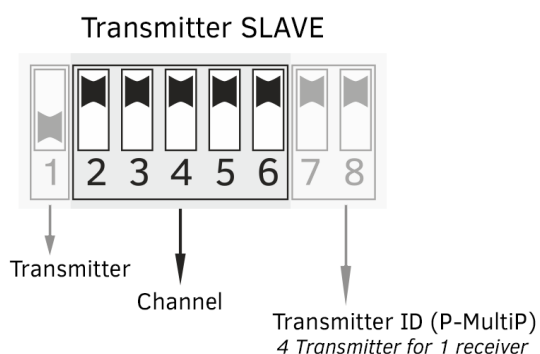 Transmitter SLAVE
1 2 3 4 5 6 7 8
Transmitter
Channel
Transmitter ID (P-MultiP)
4 Transmitter for 1 receiver